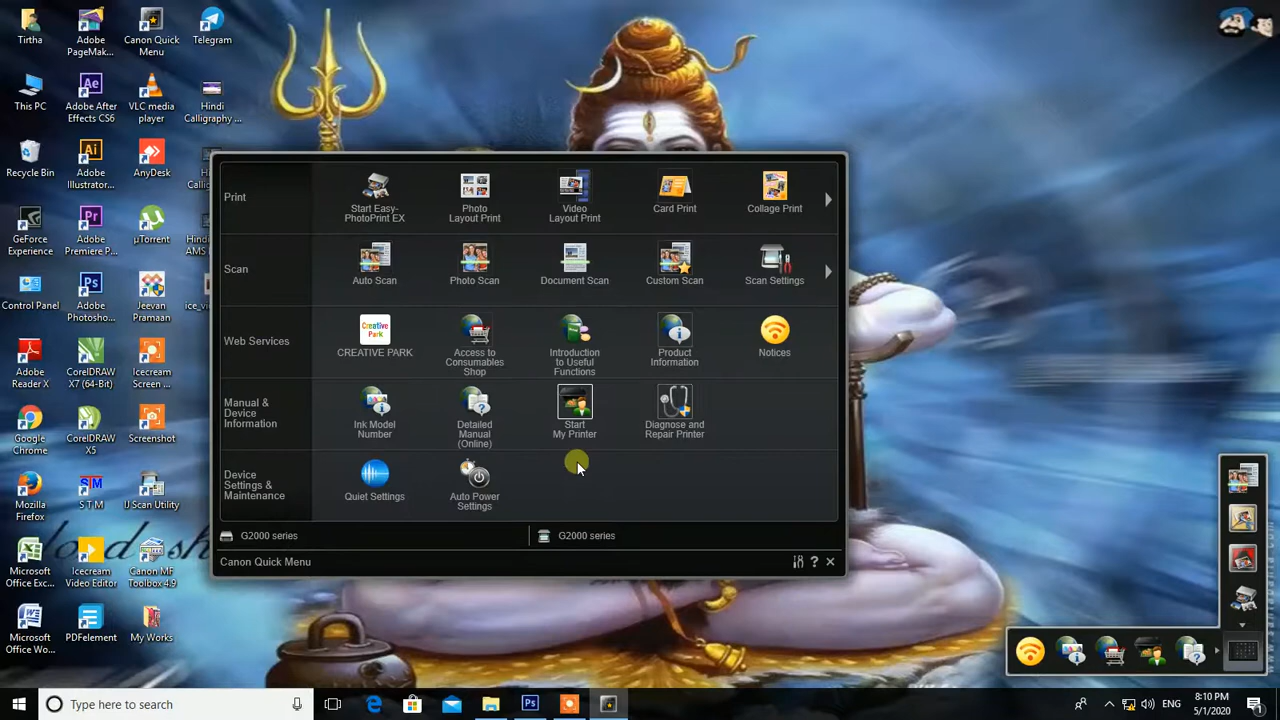 Tirtha
Adobe
PageMak...
Canon Quick
Menu
Telegram
This PC
Adobe After
Effects CS6
VLC media
player
Hindi
Calligraphy ...
Recycle Bin
Adobe
Illustrator...
AnyDesk
GeForce
Experience
Adobe
Premiere P...
µTorrent
Control Panel
Adobe
Photosho...
Jeevan
Pramaan
Adobe
Reader X
CorelDRAW
X7 (64-Bit)
Icecream
Screen ...
Google
Chrome
CorelDRAW
X5
Screenshot
Mozilla
Firefox
S T M
IJ Scan Utility
Microsoft
Office Exc...
Icecream
Video Editor
Canon MF
Toolbox 4.9
Microsoft
Office Wo...
PDFelement
My Works
Print
Start Easy-
PhotoPrint EX
Photo
Layout Print
Video
Layout Print
Card Print
Collage Print
Scan
Auto Scan
Photo Scan
Document Scan
Custom Scan
Scan Settings
Web Services
Creative
Park
CREATIVE PARK
Access to
Consumables
Shop
Introduction
to Useful
Functions
Product
Information
Notices
Manual &
Device
Information
Ink Model
Number
Detailed
Manual
(Online)
Start
My Printer
Diagnose and
Repair Printer
Device
Settings &
Maintenance
Quiet Settings
Auto Power
Settings
G2000 series
G2000 series
Canon Quick Menu
Type here to search
ENG
8:10 PM
5/1/2020